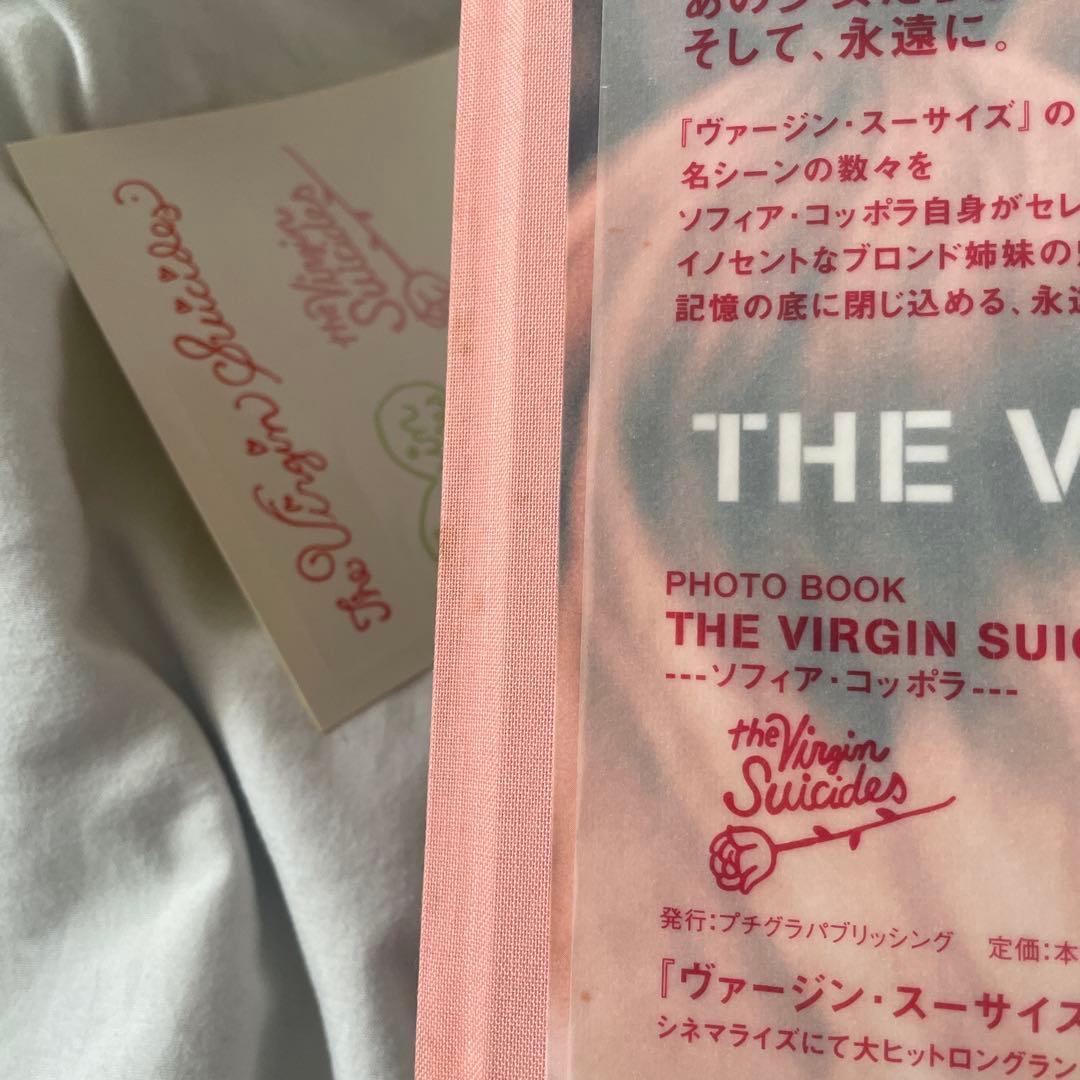 そして、永遠に。
『ヴァージン・スーサイズ』の
名シーンの数々を
ソフィア・コッポラ自身がセレ
イノセントなブロンド姉妹の
記憶の底に閉じ込める、永遠
THE V
PHOTO BOOK
THE VIRGIN SUIC
---ソフィア・コッポラ---
the Virgin
Suicides
発行:プチグラパブリッシング 定価:本
『ヴァージン・スーサイズ
シネマライズにて大ヒットロングラン
The Virgin Suicides
the Virgin
Suicides